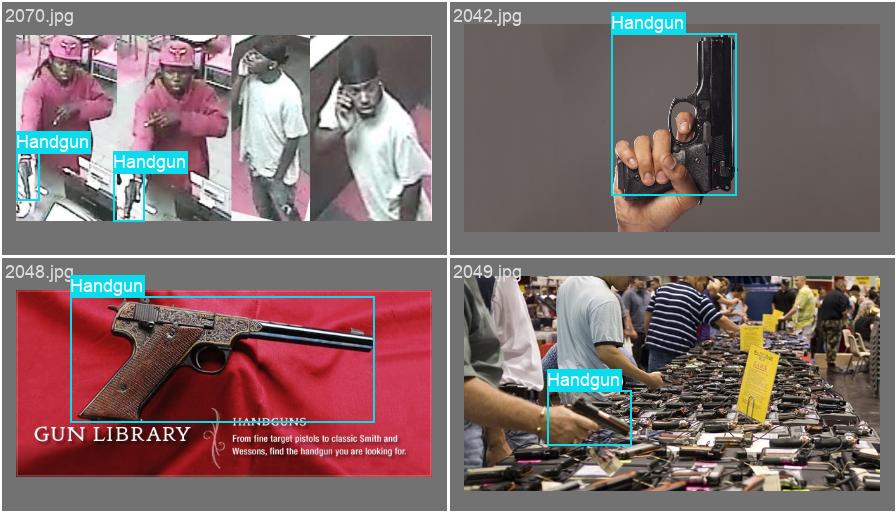 2070.jpg
Handgun
Handgun
2042.jpg
Handgun
2048.jpg
Handgun
GUN LIBRARY
HANDGUNS
From fine target pistols to classic Smith and
Wessons, find the handgun you are looking for.
2049.jpg
Handgun